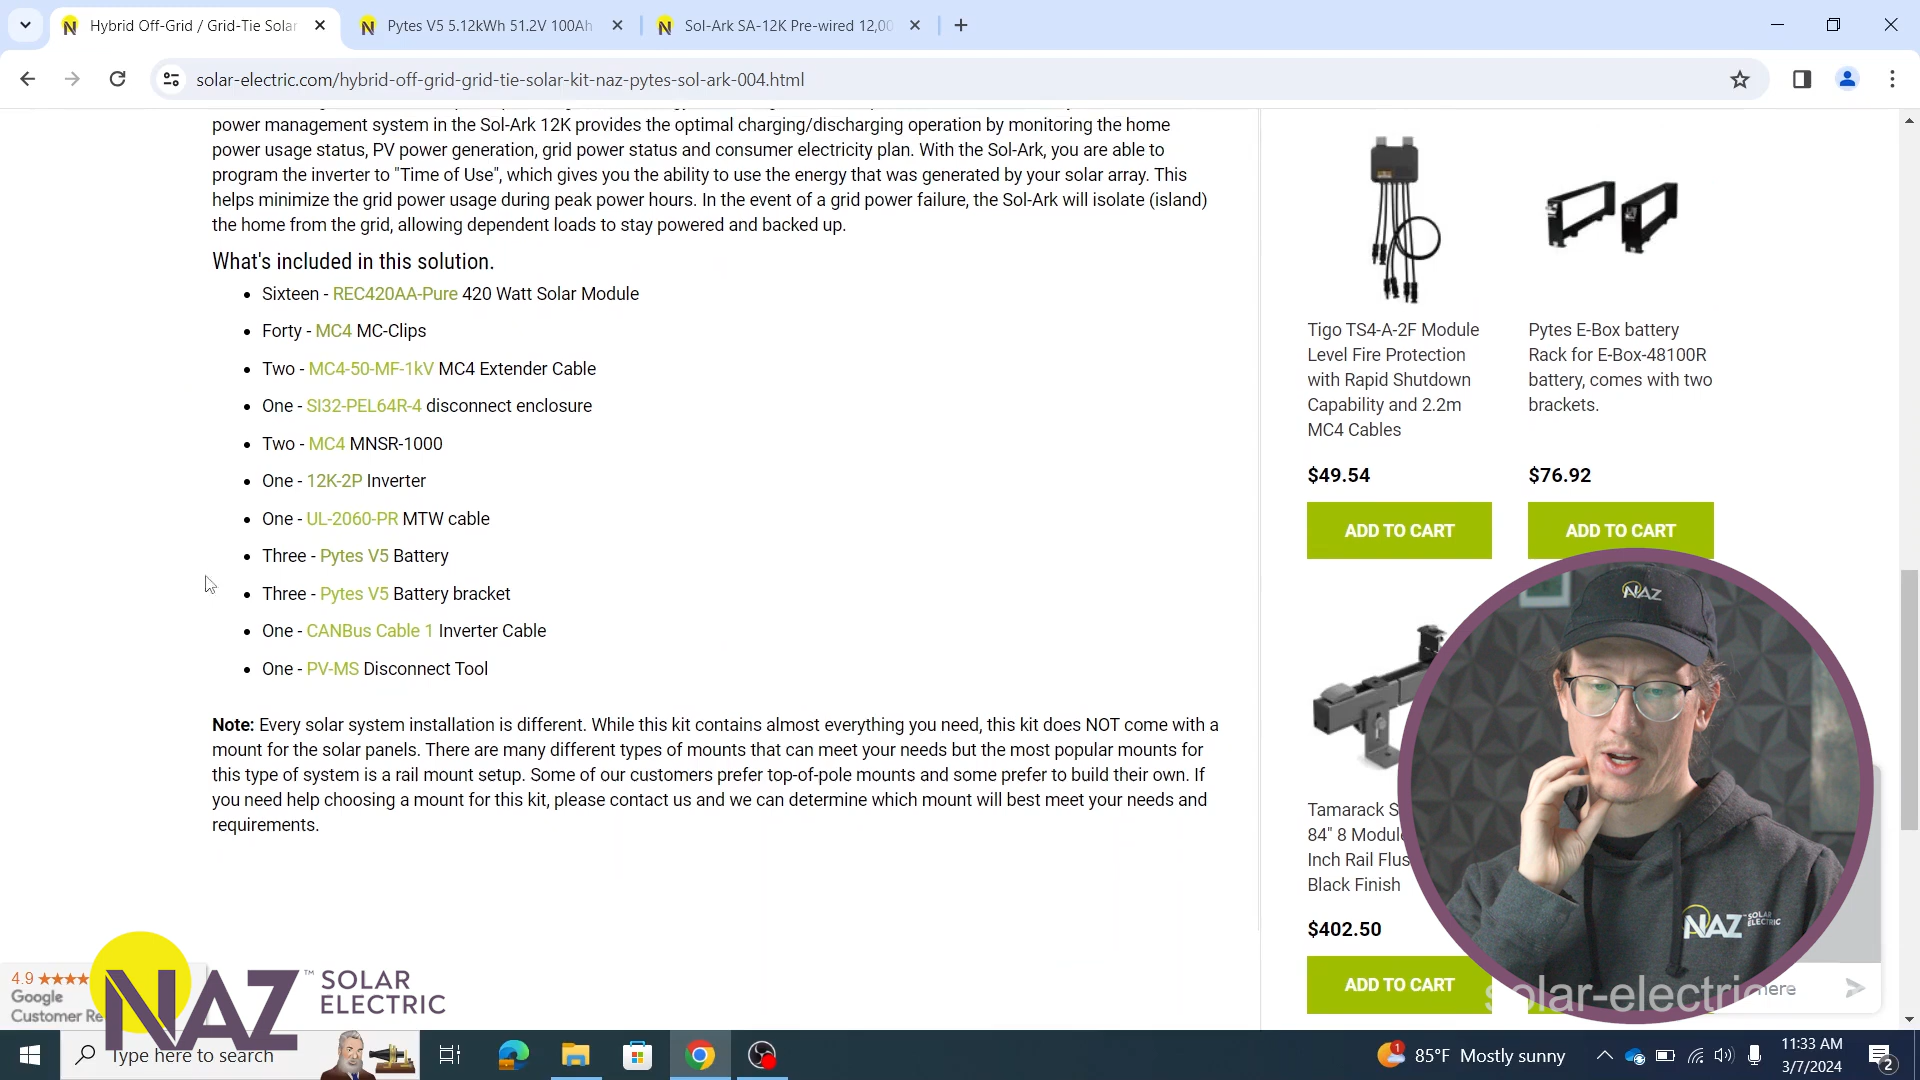 Hybrid Off-Grid / Grid-Tie Solar
Pytes V5 5.12kWh 51.2V 100Ah
Sol-Ark SA-12K Pre-wired 12,00
solar-electric.com/hybrid-off-grid-grid-tie-solar-kit-naz-pytes-sol-ark-004.html
power management system in the Sol-Ark 12K provides the optimal charging/discharging operation by monitoring the home
power usage status, PV power generation, grid power status and consumer electricity plan. With the Sol-Ark, you are able to
program the inverter to "Time of Use", which gives you the ability to use the energy that was generated by your solar array. This
helps minimize the grid power usage during peak power hours. In the event of a grid power failure, the Sol-Ark will isolate (island)
the home from the grid, allowing dependent loads to stay powered and backed up.
What's included in this solution.
• Sixteen - REC420AA-Pure 420 Watt Solar Module
• Forty - MC4 MC-Clips
• Two - MC4-50-MF-1kV MC4 Extender Cable
• One - SI32-PEL64R-4 disconnect enclosure
• Two - MC4 MNSR-1000
• One - 12K-2P Inverter
• One - UL-2060-PR MTW cable
• Three - Pytes V5 Battery
• Three - Pytes V5 Battery bracket
• One - CANBus Cable 1 Inverter Cable
• One - PV-MS Disconnect Tool
Note: Every solar system installation is different. While this kit contains almost everything you need, this kit does NOT come with a
mount for the solar panels. There are many different types of mounts that can meet your needs but the most popular mounts for
this type of system is a rail mount setup. Some of our customers prefer top-of-pole mounts and some prefer to build their own. If
you need help choosing a mount for this kit, please contact us and we can determine which mount will best meet your needs and
requirements.
Tigo TS4-A-2F Module
Level Fire Protection
with Rapid Shutdown
Capability and 2.2m
MC4 Cables
$49.54
ADD TO CART
Pytes E-Box battery
Rack for E-Box-48100R
battery, comes with two
brackets.
$76.92
ADD TO CART
Tamarack S
84" 8 Modul
Inch Rail Flus
Black Finish
$402.50
ADD TO CART
NAZ
NAZ SOLAR ELECTRIC
solar-electric
here
4.9 ★★★★
Google
Customer Re
NAZ™ SOLAR
ELECTRIC
Type here to search
1
85°F Mostly sunny
11:33 AM
3/7/2024
2